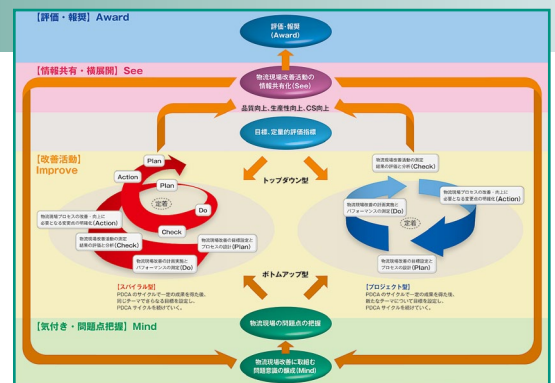 【評価・報奨】Award
評価・報奨
(Award)
【情報共有・横展開】See
物流現場改善活動の
情報共有化(See)
品質向上、生産性向上、CS向上
目標、定量的評価指標
【改善活動】
Improve
トップダウン型
Plan
Action
Plan
Do
Check
定着
物流現場プロセスの改善・向上に
必要となる変更点の明確化(Action)
物流現場改善活動の測定
結果の評価と分析(Check)
物流現場改善の計画実施と
パフォーマンスの測定(Do)
物流現場改善の目標設定と
プロセスの設計(Plan)
物流現場改善活動の測定
結果の評価と分析(Check)
物流現場プロセスの改善・向上に
必要となる変更点の明確化(Action)
定着
物流現場改善の計画実施と
パフォーマンスの測定(Do)
物流現場改善の目標設定と
プロセスの設計(Plan)
ボトムアップ型
【スパイラル型】
PDCAのサイクルで一定の成果を得た後、
同じテーマでさらなる目標を設定し、
PDCAサイクルを続けていく。
【プロジェクト型】
PDCAのサイクルで一定の成果を得た後、
新たなテーマについて目標を設定し、
PDCAサイクルを続けていく。
【気付き・問題点把握】Mind
物流現場の問題点の把握
物流現場改善に取組む
問題意識の醸成(Mind)